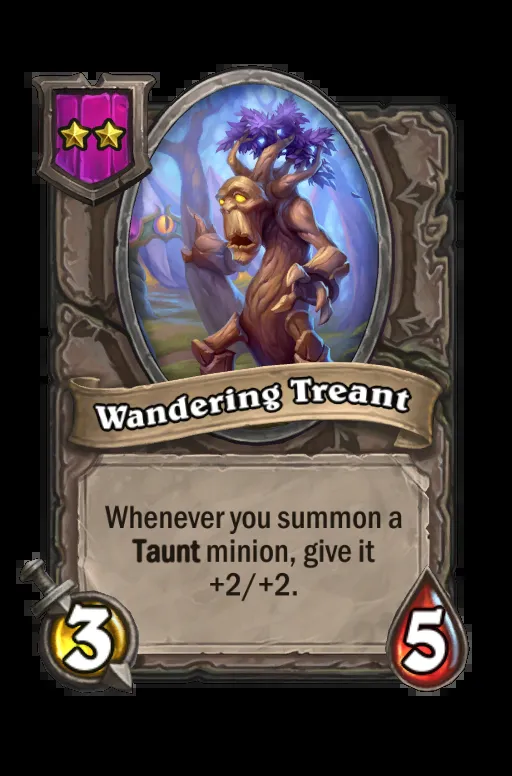 Wandering Treant
Whenever you summon a
Taunt minion, give it
+2/+2.
3
5